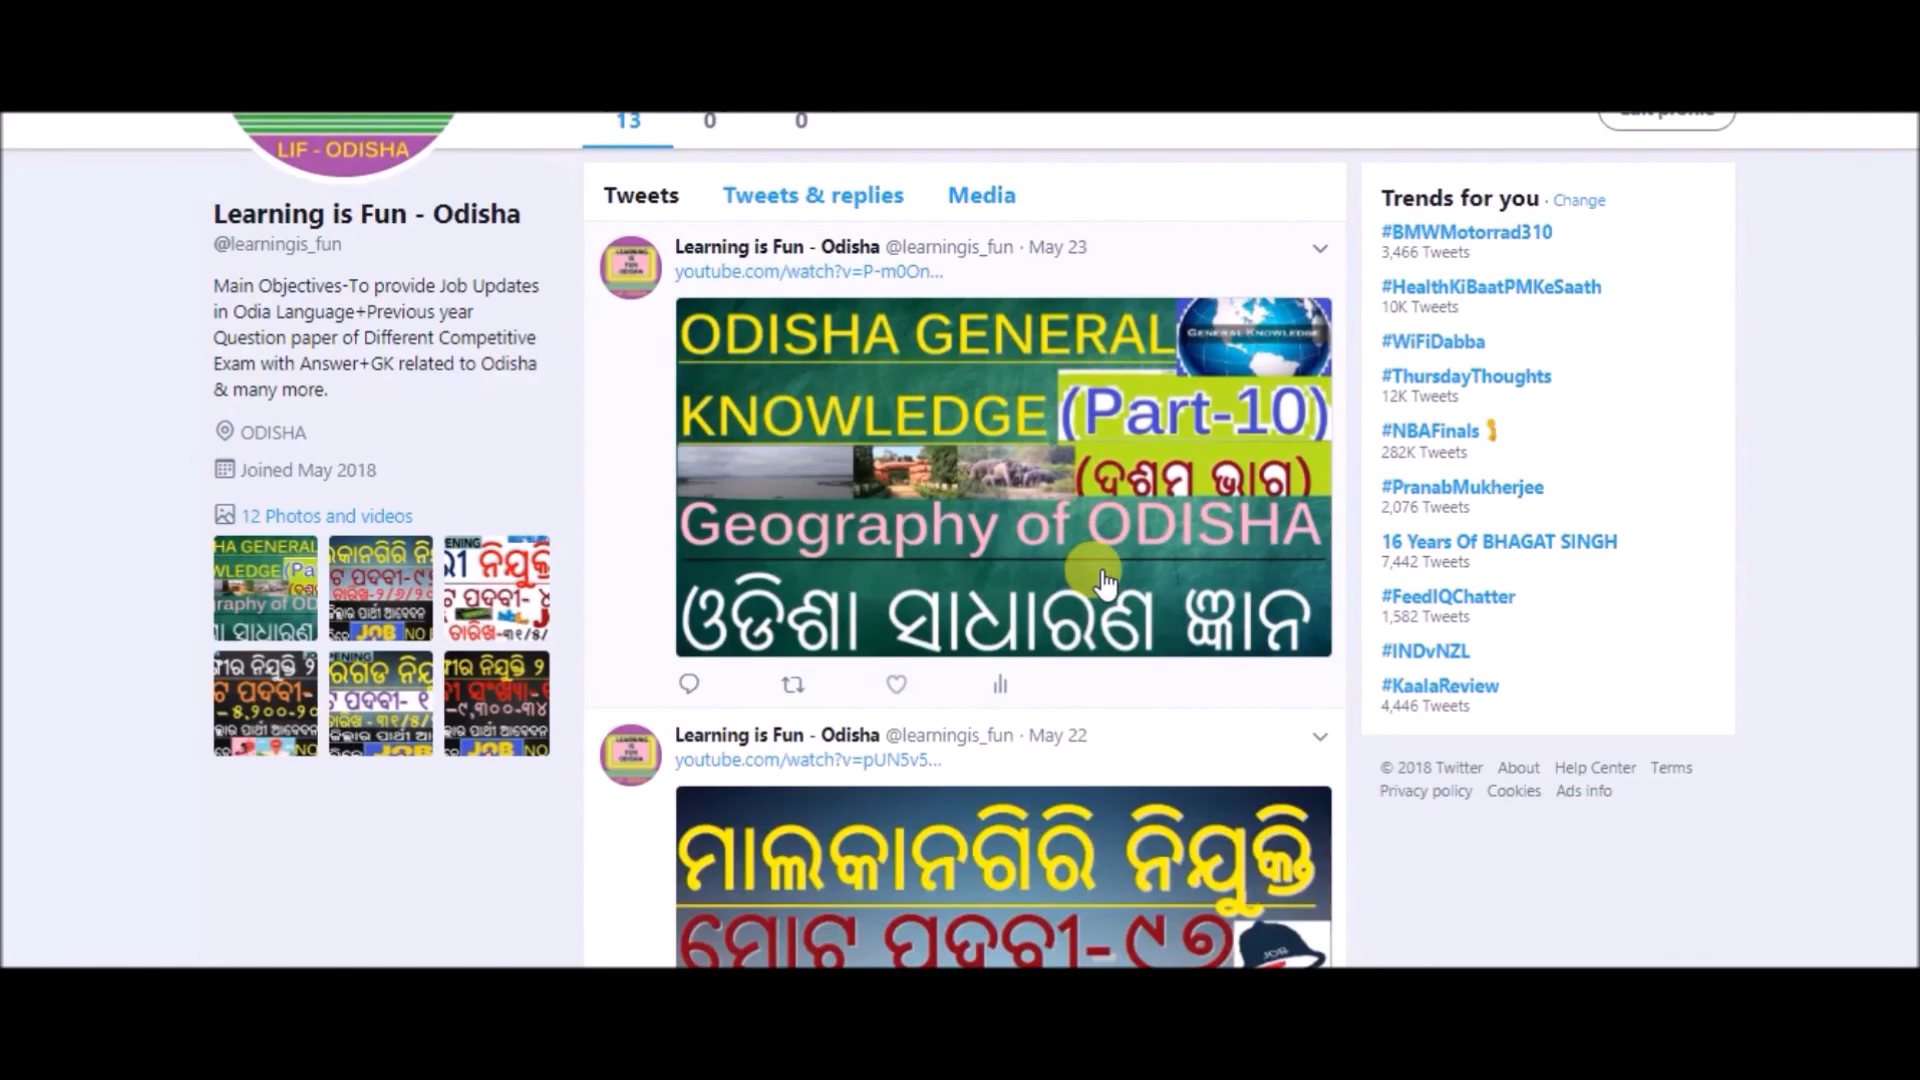 13 0 0
LIF - ODISHA
Learning is Fun - Odisha
@learningis_fun
Main Objectives-To provide Job Updates
in Odia Language+Previous year
Question paper of Different Competitive
Exam with Answer+GK related to Odisha
& many more.
ODISHA
Joined May 2018
12 Photos and videos
Tweets Tweets & replies Media
Learning is Fun - Odisha @learningis_fun · May 23
youtube.com/watch?v=P-m0On...
ODISHA GENERAL
GENERAL KNOWLEDGE
KNOWLEDGE (Part-10)
(ଦଶମ ଭାଗ)
Geography of ODISHA
ଓଡିଶା ସାଧାରଣ ଜ୍ଞାନ
Learning is Fun - Odisha @learningis_fun · May 22
youtube.com/watch?v=pUN5v5...
ମାଲକାନଗିରି ନିଯୁକ୍ତି
ମୋଟ ପଦବୀ-୯୭
JOB
Trends for you · Change
#BMWMotorrad310
3,466 Tweets
#HealthKiBaatPMKeSaath
10K Tweets
#WiFiDabba
#ThursdayThoughts
12K Tweets
#NBAFinals
282K Tweets
#PranabMukherjee
2,076 Tweets
16 Years Of BHAGAT SINGH
7,442 Tweets
#FeedIQChatter
1,582 Tweets
#INDvNZL
#KaalaReview
4,446 Tweets
© 2018 Twitter About Help Center Terms
Privacy policy Cookies Ads info